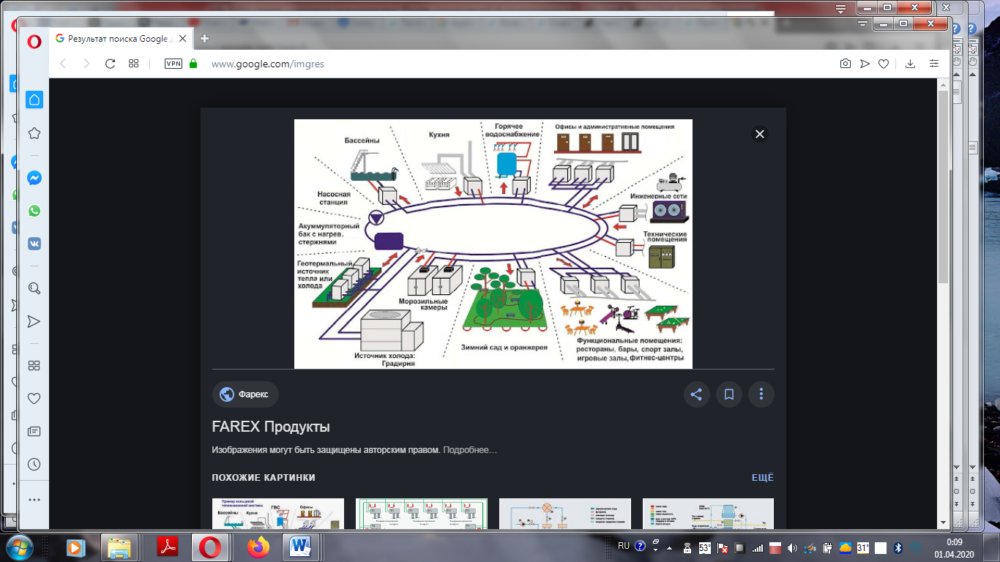 Результат поиска Google
VPN
www.google.com/imgres
Бассейны
Кухня
Горячее
водоснабжение
Офисы и административные помещения
Насосная
станция
Инженерные сети
Аккумуляторный
бак с нагрев.
стержнями
Технические
помещения
Геотермальный
источник
тепла или
холода
Морозильные
камеры
Источник холода:
Градирня
Зимний сад и оранжерея
Функциональные помещения:
рестораны, бары, спорт залы,
игровые залы, фитнес-центры
Фарекс
FAREX Продукты
Изображения могут быть защищены авторским правом. Подробнее…
ПОХОЖИЕ КАРТИНКИ
ЕЩЁ
Пример кольцевой
теплонасосной системы
Бассейны
Кухня
ГВС
Офисы
RU
53°
31°
0:09
01.04.2020